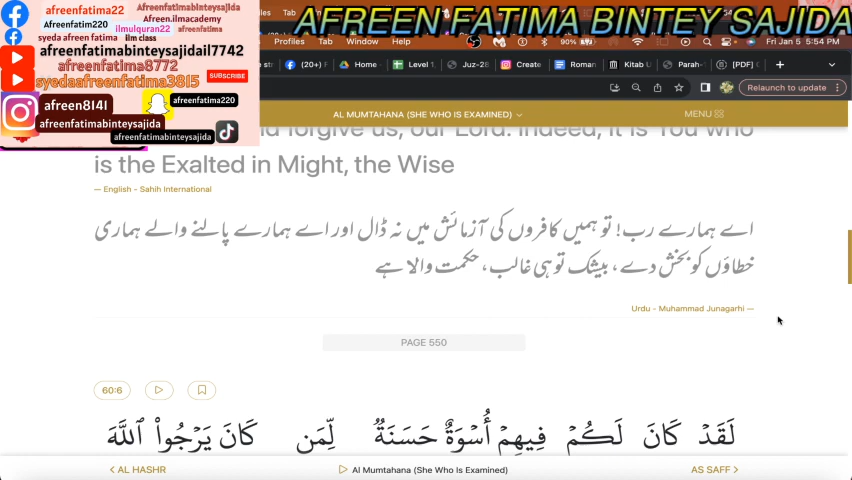 AFREEN FATIMA BINTEY SAJIDA
afreenfatima22
Afreenfatimabinteysajida
Afreen.ilmacademy
Afreenfatim220
ilmulquran22
afreenfatima
syeda afreen fatima
Ilm class
afreenfatimabinteysajidail7742
afreenfatima8772
syedaafreenfatima3815
SUBSCRIBE
afreen8141
afreenfatima220
afreenfatimabinteysajida
afreenfatimabinteysajida
Profiles Tab Window Help
90%
Fri Jan 5 5:54 PM
(20+) F
Home -
Level 1.
Juz-28
Create
Roman
Kitab U
Parah-
[PDF] (
Relaunch to update
AL MUMTAHANA (SHE WHO IS EXAMINED)
MENU
forgive us, our Lord. Indeed, it is You who
is the Exalted in Might, the Wise
— English - Sahih International
اے ہمارے رب! تو ہمیں کافروں کی آزمائش میں نہ ڈال اور اے ہمارے پالنے والے ہماری
خطاؤں کو بخش دے، بیشک تو ہی غالب، حکمت والا ہے
Urdu - Muhammad Junagarhi —
PAGE 550
60:6
لَقَدْ كَانَ لَكُمْ فِيهِمْ أُسْوَةٌ حَسَنَةٌ لِّمَن كَانَ يَرْجُوا۟ ٱللَّهَ
AL HASHR
Al Mumtahana (She Who Is Examined)
AS SAFF